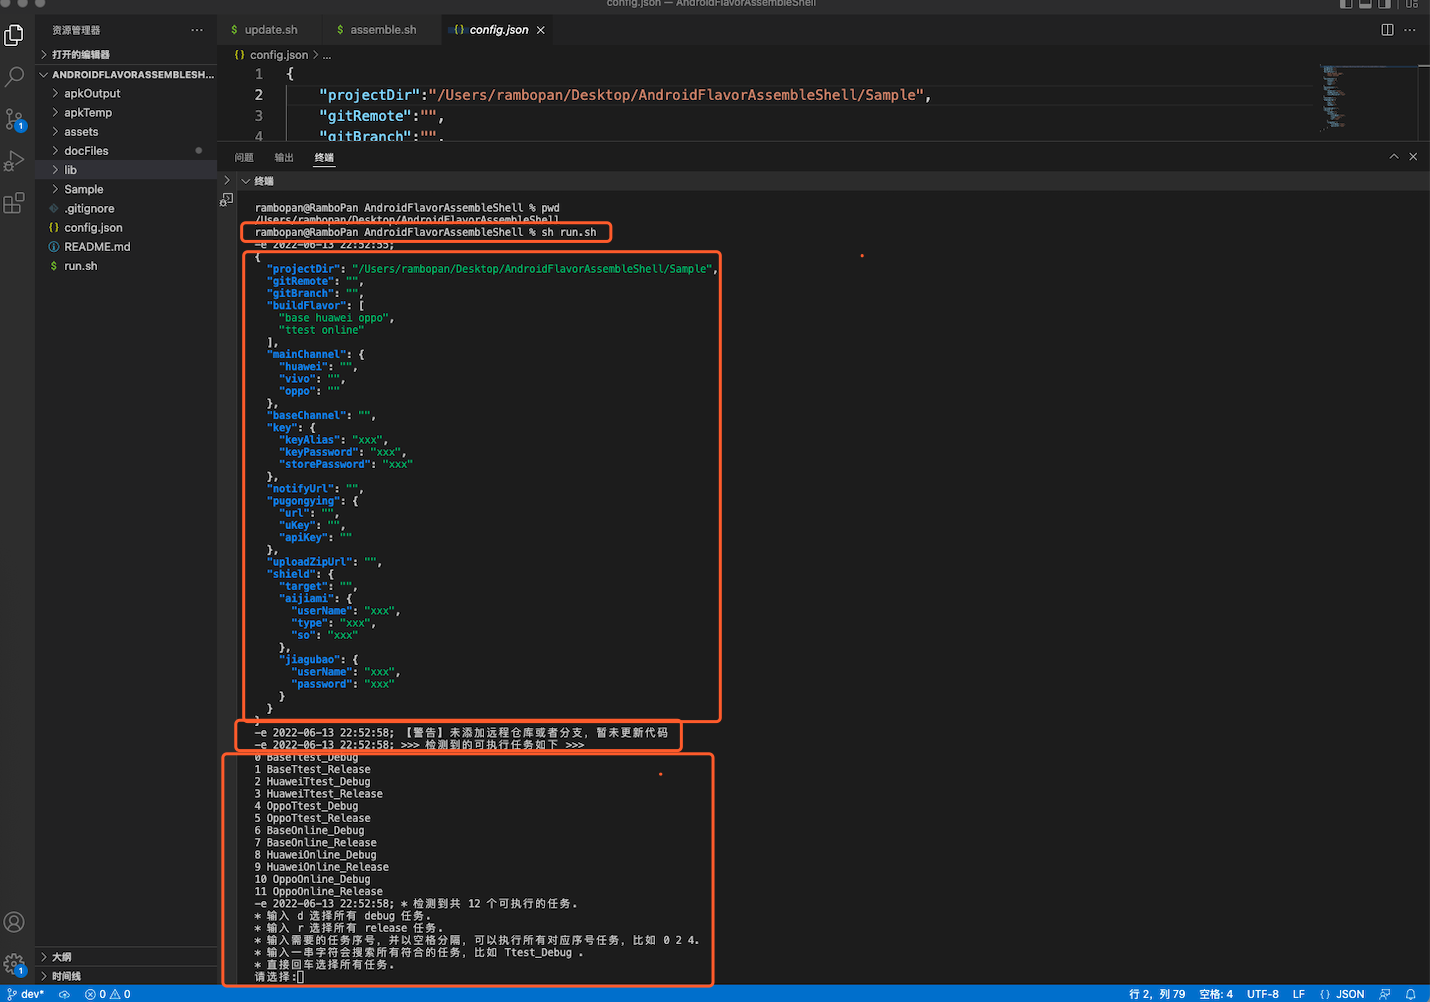 config.json — AndroidFlavorAssembleShell
资源管理器
打开的编辑器
ANDROIDFLAVORASSEMBLESH...
apkOutput
apkTemp
assets
docFiles
lib
Sample
.gitignore
config.json
README.md
run.sh
大纲
时间线
update.sh
assemble.sh
config.json
config.json > ...
1 {
2 "projectDir":"/Users/rambopan/Desktop/AndroidFlavorAssembleShell/Sample",
3 "gitRemote":"",
4 "gitBranch":"",
问题 输出 终端
终端
rambopan@RamboPan AndroidFlavorAssembleShell % pwd
/Users/rambopan/Desktop/AndroidFlavorAssembleShell
rambopan@RamboPan AndroidFlavorAssembleShell % sh run.sh
-e 2022-06-13 22:52:55;
{
"projectDir": "/Users/rambopan/Desktop/AndroidFlavorAssembleShell/Sample",
"gitRemote": "",
"gitBranch": "",
"buildFlavor": [
"base huawei oppo",
"ttest online"
],
"mainChannel": {
"huawei": "",
"vivo": "",
"oppo": ""
},
"baseChannel": "",
"key": {
"keyAlias": "xxx",
"keyPassword": "xxx",
"storePassword": "xxx"
},
"notifyUrl": "",
"pugongying": {
"url": "",
"uKey": "",
"apiKey": ""
},
"uploadZipUrl": "",
"shield": {
"target": "",
"aijiami": {
"userName": "xxx",
"type": "xxx",
"so": "xxx"
},
"jiagubao": {
"userName": "xxx",
"password": "xxx"
}
}
}
-e 2022-06-13 22:52:58; 【警告】未添加远程仓库或者分支，暂未更新代码
-e 2022-06-13 22:52:58; >>> 检测到的可执行任务如下 >>>
0 BaseTtest_Debug
1 BaseTtest_Release
2 HuaweiTtest_Debug
3 HuaweiTtest_Release
4 OppoTtest_Debug
5 OppoTtest_Release
6 BaseOnline_Debug
7 BaseOnline_Release
8 HuaweiOnline_Debug
9 HuaweiOnline_Release
10 OppoOnline_Debug
11 OppoOnline_Release
-e 2022-06-13 22:52:58; * 检测到共 12 个可执行的任务.
* 输入 d 选择所有 debug 任务.
* 输入 r 选择所有 release 任务.
* 输入需要的任务序号，并以空格分隔，可以执行所有对应序号任务，比如 0 2 4.
* 输入一串字符会搜索所有符合的任务，比如 Ttest_Debug .
* 直接回车选择所有任务.
请选择:
1
1
dev* 0 0 行 2，列 79 空格: 4 UTF-8 LF {} JSON